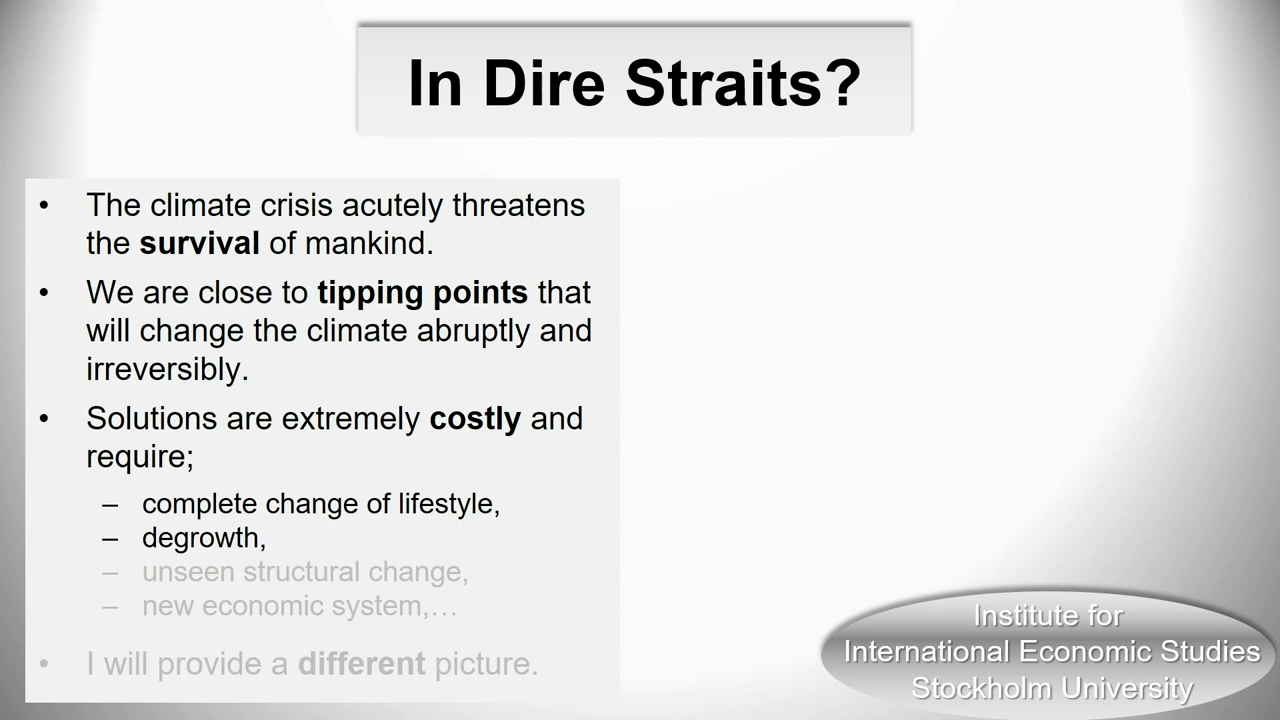 In Dire Straits?
• The climate crisis acutely threatens
the survival of mankind.
• We are close to tipping points that
will change the climate abruptly and
irreversibly.
• Solutions are extremely costly and
require;
– complete change of lifestyle,
– degrowth,
– unseen structural change,
– new economic system,…
• I will provide a different picture.
Institute for
International Economic Studies
Stockholm University